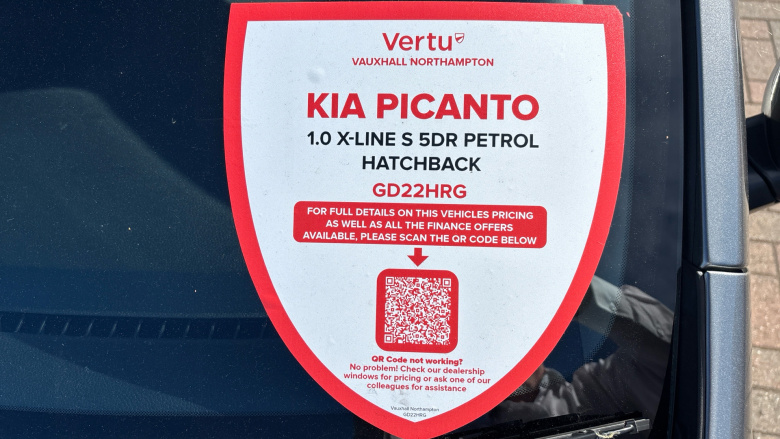 Vertu
VAUXHALL NORTHAMPTON
KIA PICANTO
1.0 X-LINE S 5DR PETROL
HATCHBACK
GD22HRG
FOR FULL DETAILS ON THIS VEHICLES PRICING
AS WELL AS ALL THE FINANCE OFFERS
AVAILABLE, PLEASE SCAN THE QR CODE BELOW
QR Code not working?
No problem! Check our dealership
windows for pricing or ask one of our
colleagues for assistance
Vauxhall Northampton
GD22HRG